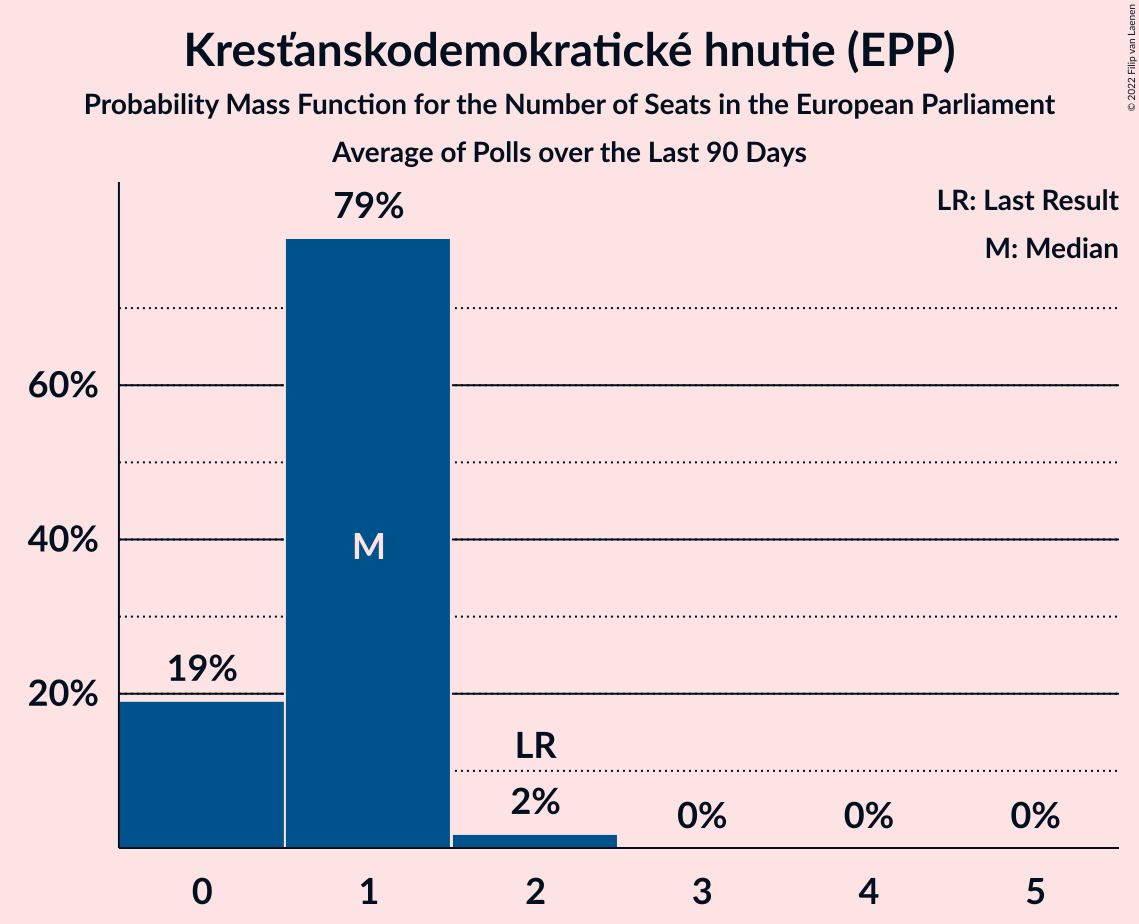 Kresťanskodemokratické hnutie (EPP)
Probability Mass Function for the Number of Seats in the European Parliament
Average of Polls over the Last 90 Days
© 2022 Filip van Laenen
LR: Last Result
M: Median
79%
60%
40%
20%
M
19%
LR
2%
0%
0%
0%
0
1
2
3
4
5